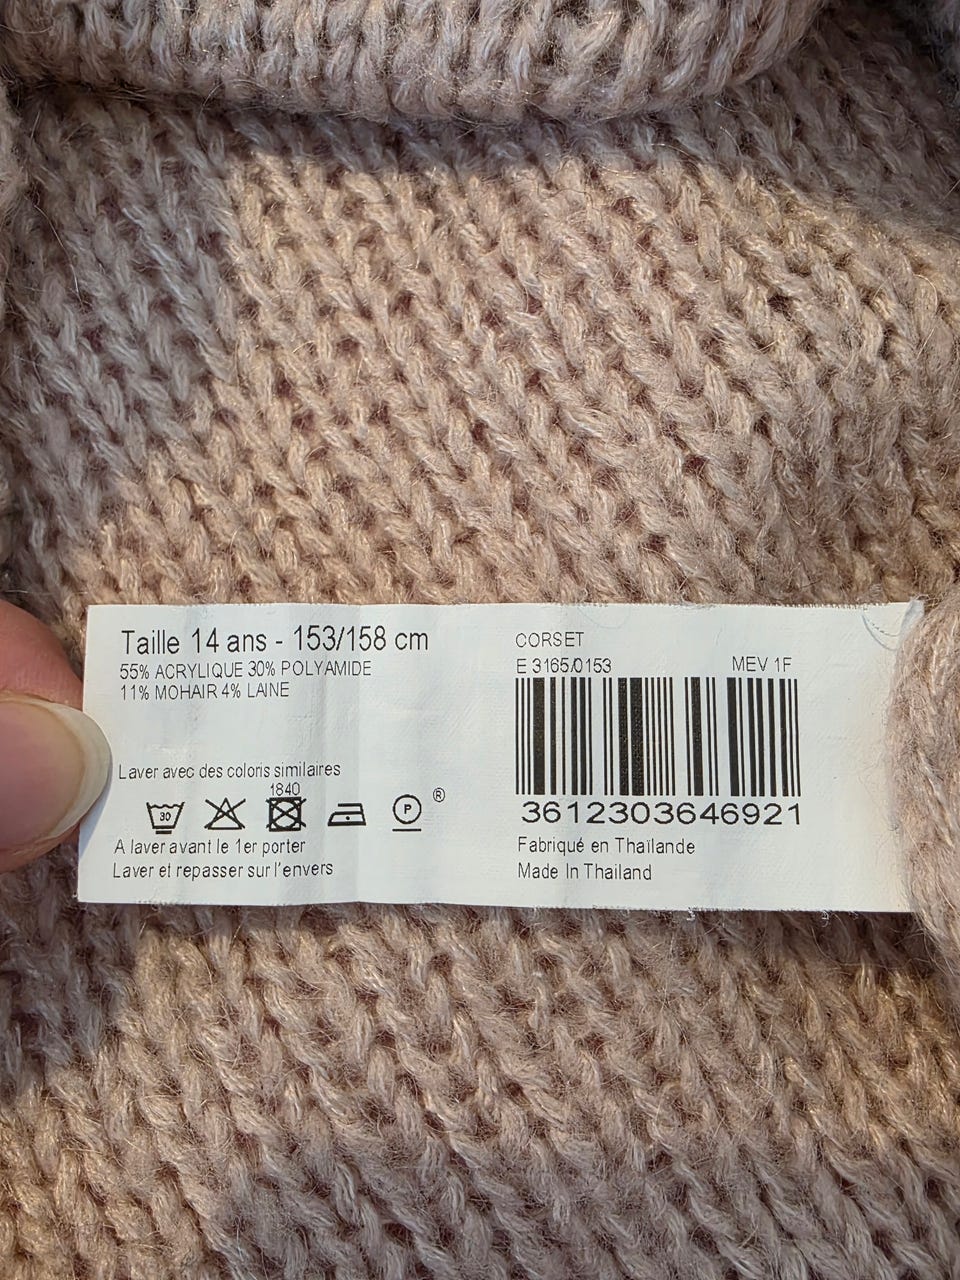 Taille 14 ans - 153/158 cm
55% ACRYLIQUE 30% POLYAMIDE
11% MOHAIR 4% LAINE
Laver avec des coloris similaires
1840
30
P
®
A laver avant le 1er porter
Laver et repasser sur l'envers
CORSET
E 3165/0153 MEV 1F
3612303646921
Fabriqué en Thaïlande
Made In Thailand